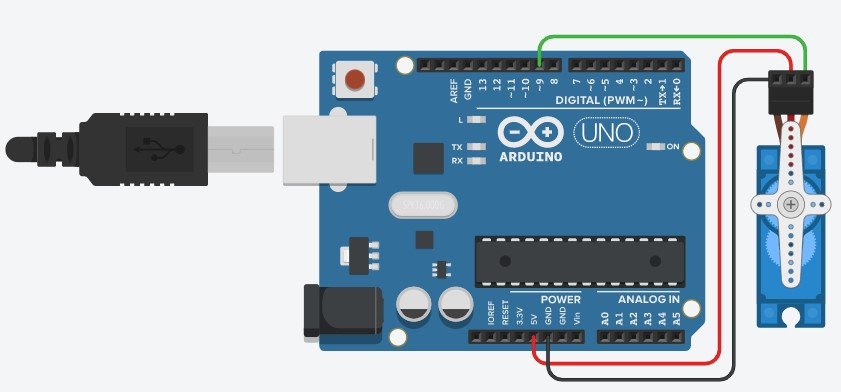 AREF
GND
13
12
~11
~10
~9
8
7
~6
~5
4
~3
2
TX→1
RX←0
DIGITAL (PWM~)
L
TX
RX
UNO
ON
ARDUINO
POWER
ANALOG IN
IOREF
RESET
3.3V
5V
GND
GND
Vin
A0
A1
A2
A3
A4
A5